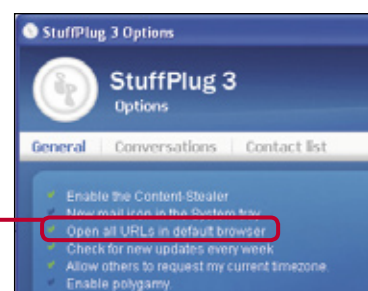 StuffPlug 3 Options
StuffPlug 3
Options
General Conversations Contact list
Enable the Content-Stealer
New mail icon in the System tray
Open all URLs in default browser
Check for new updates every week
Allow others to request my current timezone.
Enable polygamy.